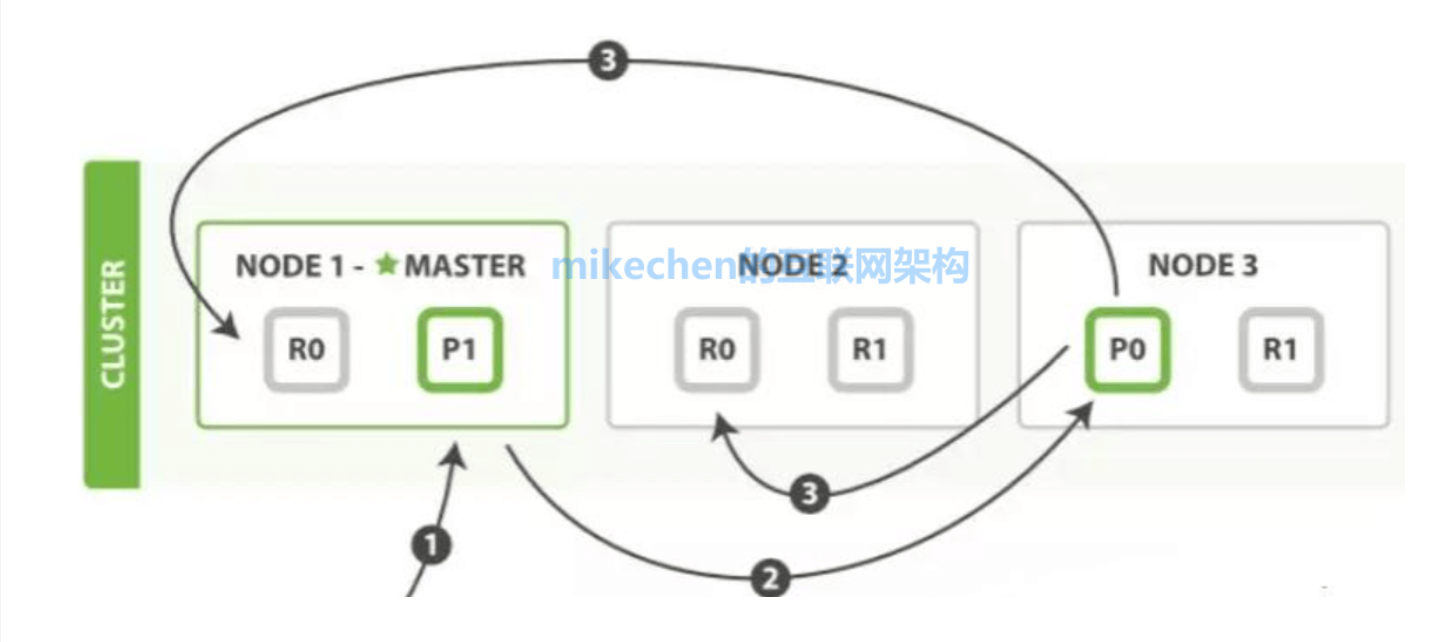 3
CLUSTER
NODE 1 - ★ MASTER
NODE 2
mikechen的互联网架构
NODE 3
R0 P1
R0 R1
P0 R1
3
1
2